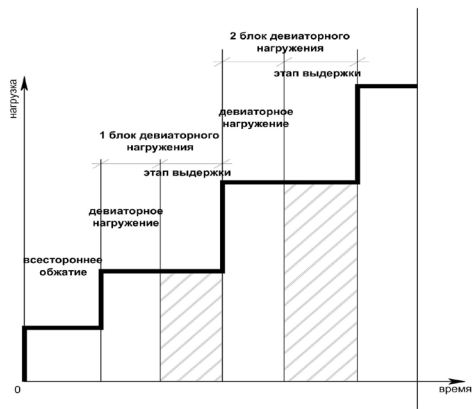 2 блок девиаторного
нагружения
этап выдержки
нагрузка
девиаторное
нагружение
1 блок девиаторного
нагружения
этап выдержки
девиаторное
нагружение
всестороннее
обжатие
0
время